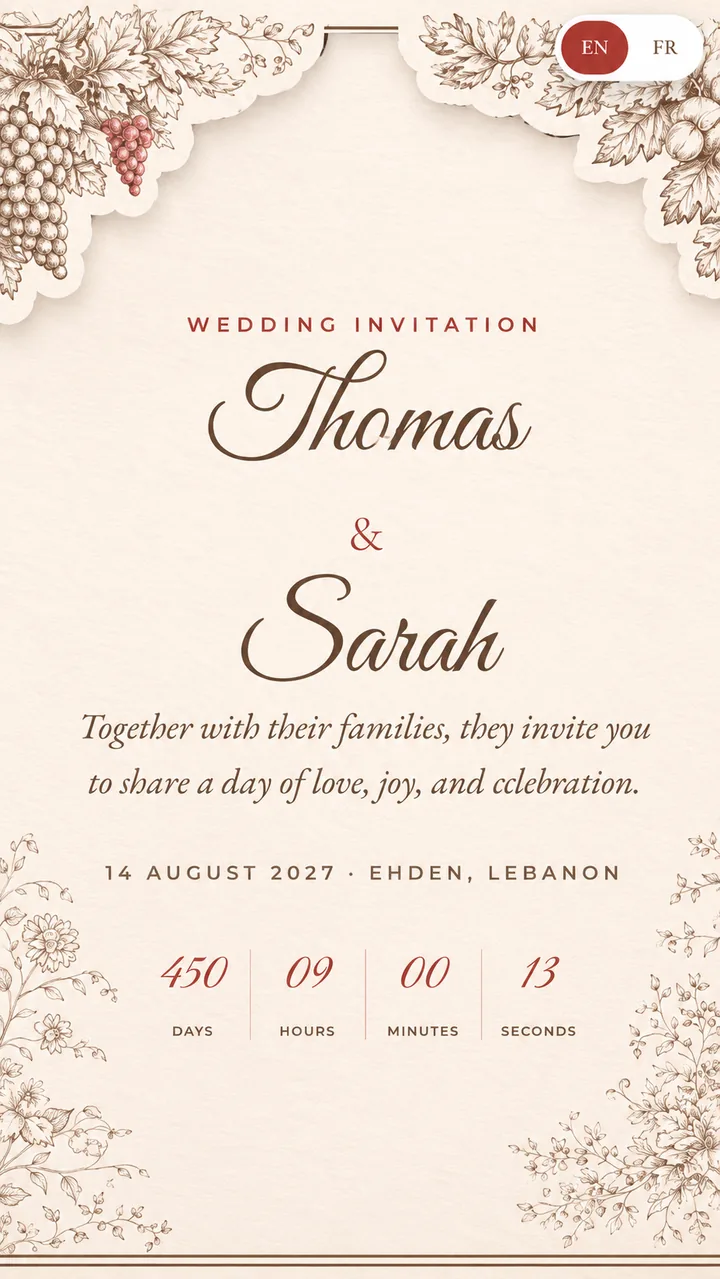 EN FR
WEDDING INVITATION
Thomas
&
Sarah
Together with their families, they invite you
to share a day of love, joy, and cclebration.
14 AUGUST 2027 · EHDEN, LEBANON
450 09 00 13
DAYS HOURS MINUTES SECONDS